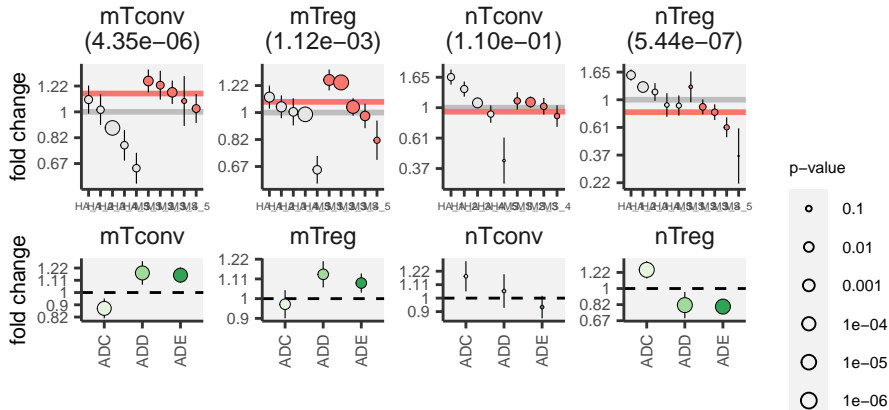 mTconv
(4.35e−06)
mTreg
(1.12e−03)
nTconv
(1.10e−01)
nTreg
(5.44e−07)
fold change
1.22
1
0.82
0.67
1.22
1
0.82
0.67
1.65
1
0.61
0.37
1.65
1
0.61
0.37
0.22
mTconv
mTreg
nTconv
nTreg
fold change
1.22
1.11
1
0.9
0.82
1.22
1.11
1
0.9
1.22
1.11
1
0.9
1.22
1
0.82
0.67
ADC
ADD
ADE
ADC
ADD
ADE
ADC
ADD
ADE
ADC
ADD
ADE
p−value
0.1
0.01
0.001
1e−04
1e−05
1e−06